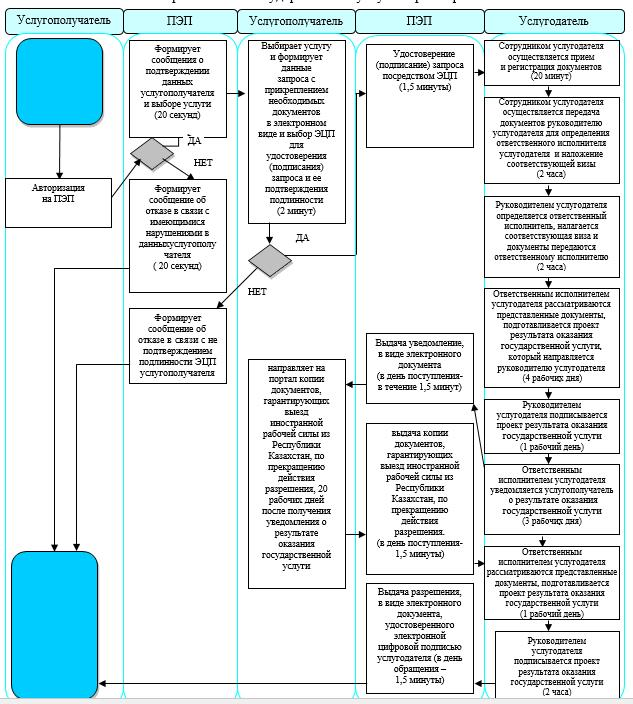 Услугополучатель
ПЭП
Услугополучатель
ПЭП
Услугодатель
Авторизация
на ПЭП
Формирует
сообщения о
подтверждении
данных
услугополучателя
и выборе услуги
(20 секунд)
ДА
НЕТ
Формирует
сообщение об
отказе в связи с
имеющимися
нарушениями в
данныхуслугополу
чателя
( 20 секунд)
Формирует
сообщение об
отказе в связи с не
подтверждением
подлинности ЭЦП
услугополучателя
Выбирает услугу
и формирует
данные
запроса с
прикреплением
необходимых
документов
в электронном
виде и выбор ЭЦП
для
удостоверения
(подписания)
запроса и ее
подтверждения
подлинности
(2 минут)
ДА
НЕТ
направляет на
портал копии
документов,
гарантирующих
выезд
иностранной
рабочей силы из
Республики
Казахстан, по
прекращению
действия
разрешения, 20
рабочих дней
после получения
уведомления о
результате
оказания
государственной
услуги
Удостоверение
(подписание) запроса
посредством ЭЦП
(1,5 минуты)
Выдача уведомление,
в виде электронного
документа
(в день поступления-
в течение 1,5 минут)
выдача копии
документов,
гарантирующих
выезд иностранной
рабочей силы из
Республики
Казахстан, по
прекращению
действия
разрешения.
(в день поступления-
1,5 минуты)
Выдача разрешения,
в виде электронного
документа,
удостоверенного
электронной
цифровой подписью
услугодателя (в день
обращения –
1,5 минуты)
Сотрудником услугодателя
осуществляется прием
и регистрация документов
(20 минут)
Сотрудником услугодателя
осуществляется передача
документов руководителю
услугодателя для определения
ответственного исполнителя
услугодателя и наложение
соответствующей визы
(2 часа)
Руководителем услугодателя
определяется ответственный
исполнитель, налагается
соответствующая виза и
документы передаются
ответственному исполнителю
(2 часа)
Ответственным исполнителем
услугодателя рассматриваются
представленные документы,
подготавливается проект
результата оказания
государственной услуги,
который направляется
руководителю услугодателя
(4 рабочих дня)
Руководителем
услугодателя подписывается
проект результата оказания
государственной услуги
(1 рабочий день)
Ответственным
исполнителем услугодателя
уведомляется услугополучатель
о результате оказания
государственной услуги
(3 рабочих дня)
Ответственным
исполнителем услугодателя
рассматриваются представленные
документы, подготавливается
проект результата оказания
государственной услуги
(1 рабочий день)
Руководителем
услугодателя
подписывается проект
результата оказания
государственной услуги
(2 часа)